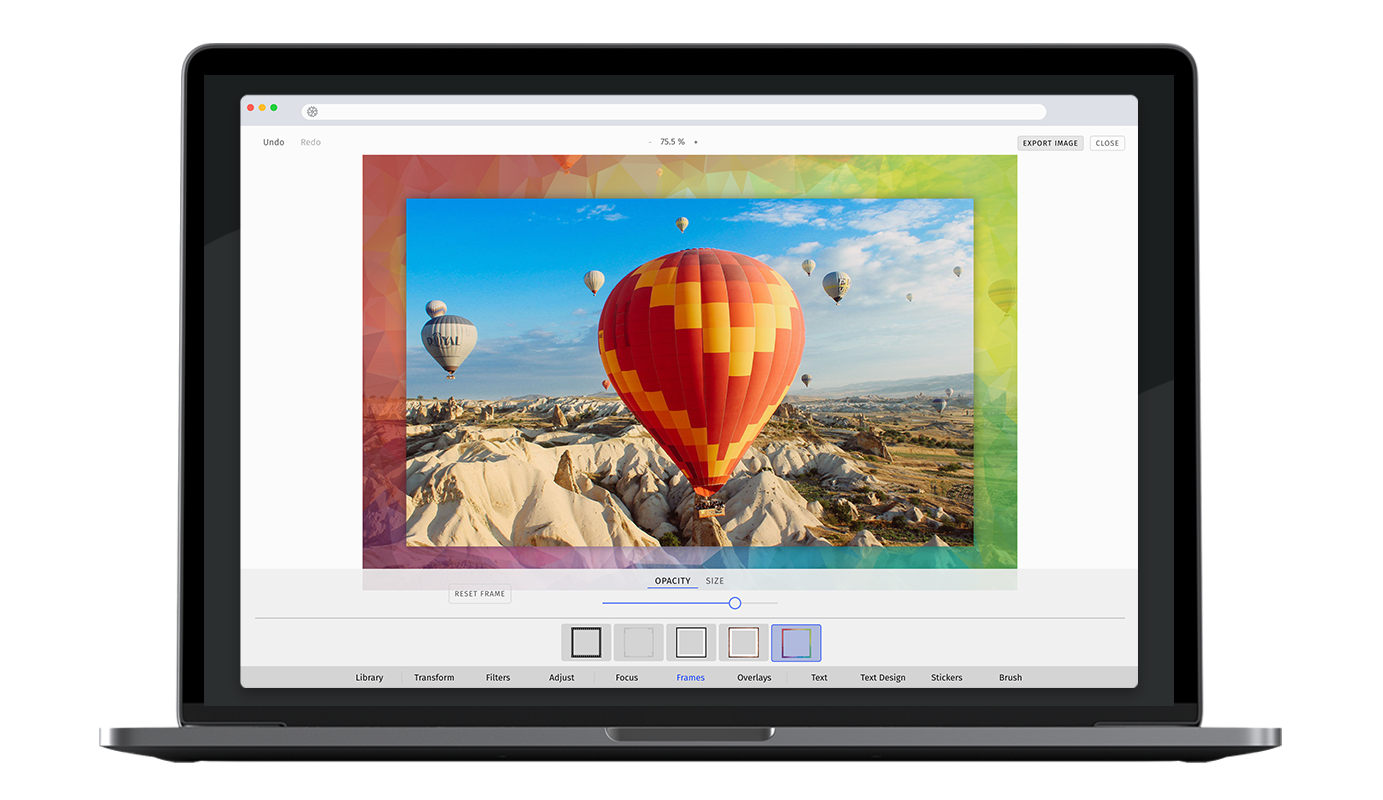 Undo Redo - 75.5 % + EXPORT IMAGE CLOSE
OPACITY SIZE
RESET FRAME
Library Transform Filters Adjust Focus Frames Overlays Text Text Design Stickers Brush